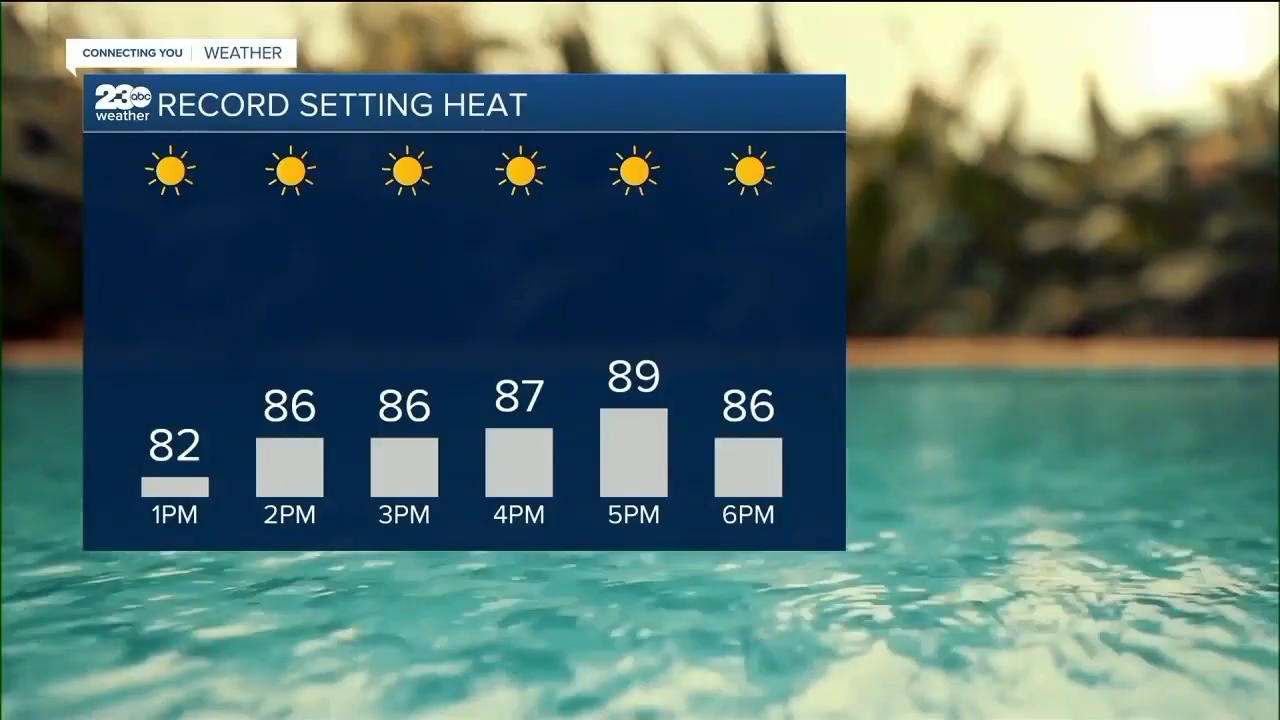 CONNECTING YOU WEATHER
23 abc
weather
RECORD SETTING HEAT
82 86 86 87 89 86
1PM 2PM 3PM 4PM 5PM 6PM